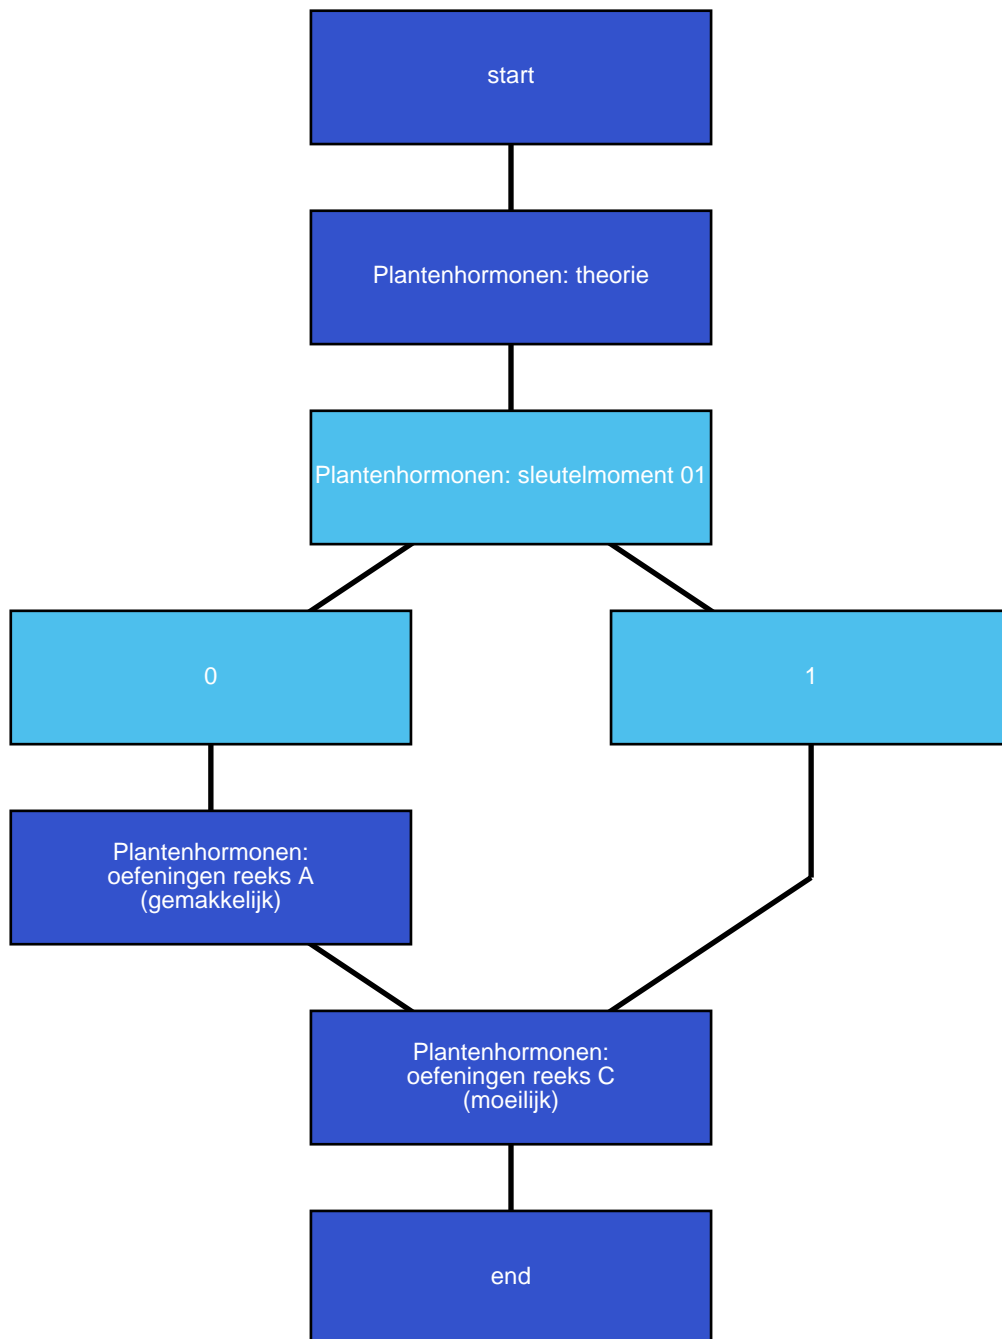 start
Plantenhormonen: theorie
Plantenhormonen: sleutelmoment 01
0
1
Plantenhormonen:
oefeningen reeks A
(gemakkelijk)
Plantenhormonen:
oefeningen reeks C
(moeilijk)
end